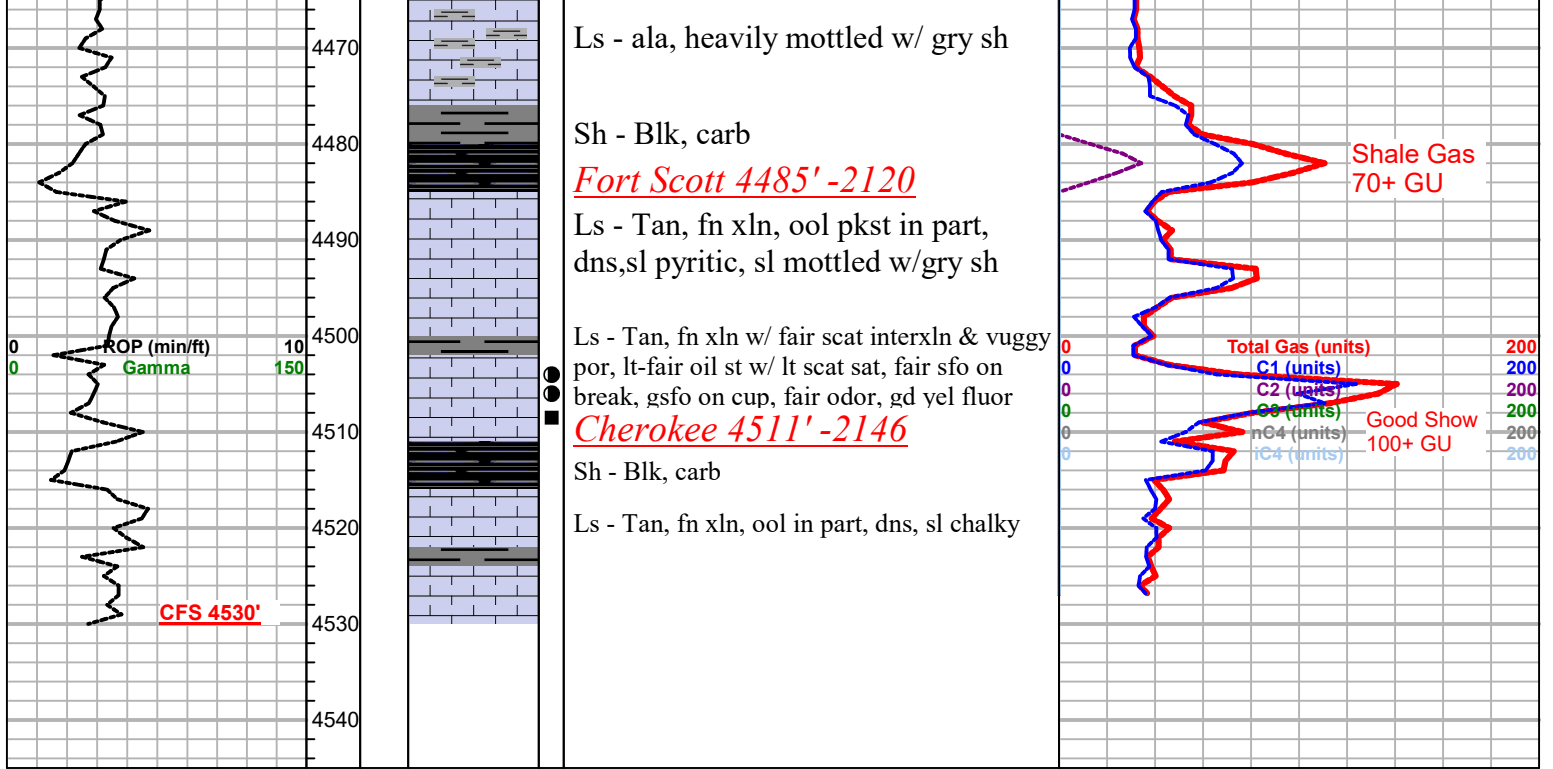 4470
Ls - ala, heavily mottled w/ gry sh
4480
Sh - Blk, carb
Shale Gas
70+ GU
Fort Scott 4485' -2120
4490
Ls - Tan, fn xln, ool pkst in part,
dns,sl pyritic, sl mottled w/gry sh
4500
0 ROP (min/ft) 10
0 Gamma 150
Ls - Tan, fn xln w/ fair scat interxln & vuggy
por, lt-fair oil st w/ lt scat sat, fair sfo on
break, gsfo on cup, fair odor, gd yel fluor
0 Total Gas (units) 200
0 C1 (units) 200
0 C2 (units) 200
0 C3 (units) 200
0 nC4 (units) 200
0 iC4 (units) 200
Good Show
100+ GU
4510
Cherokee 4511' -2146
Sh - Blk, carb
4520
Ls - Tan, fn xln, ool in part, dns, sl chalky
CFS 4530'
4530
4540